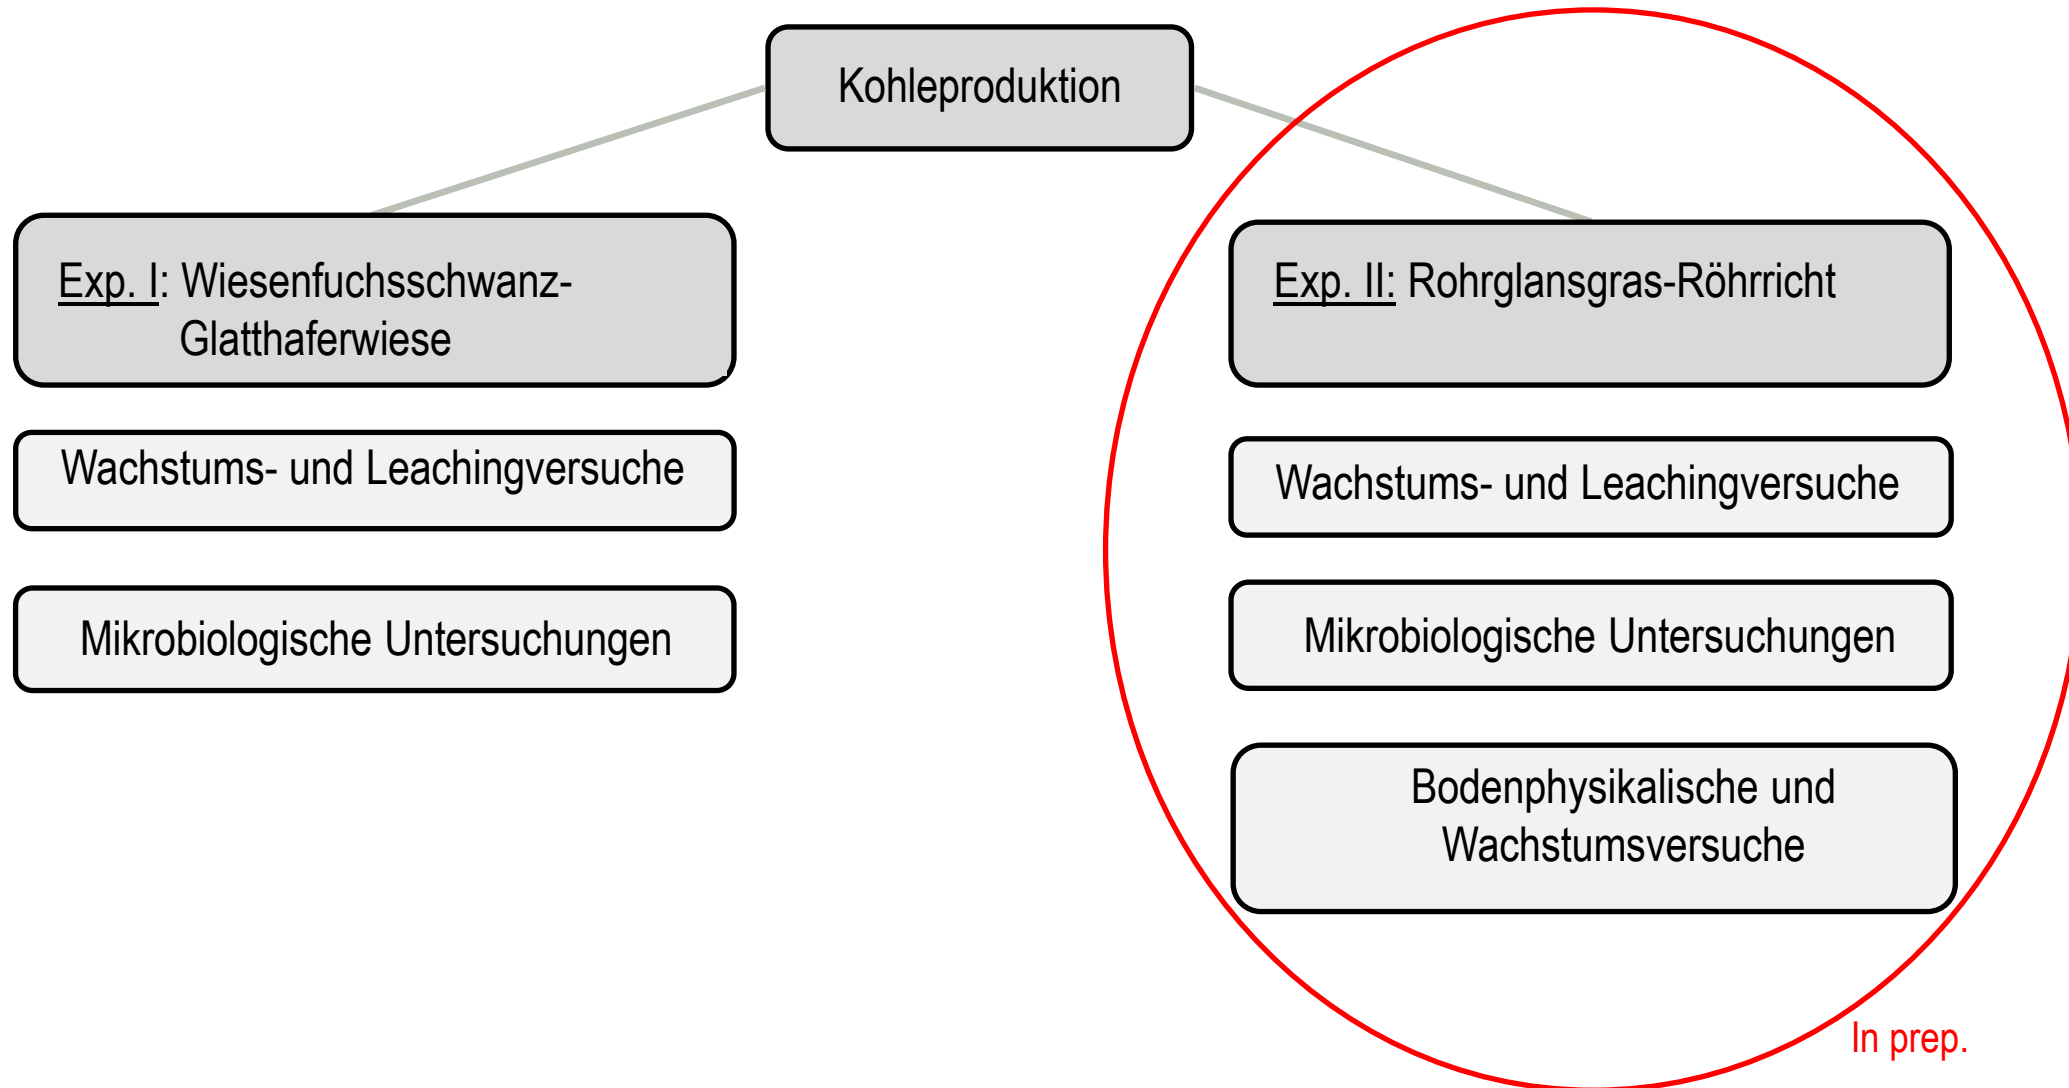 Kohleproduktion
Exp. I: Wiesenfuchsschwanz-
Glatthaferwiese
Wachstums- und Leachingversuche
Mikrobiologische Untersuchungen
Exp. II: Rohrglansgras-Röhrricht
Wachstums- und Leachingversuche
Mikrobiologische Untersuchungen
Bodenphysikalische und
Wachstumsversuche
In prep.